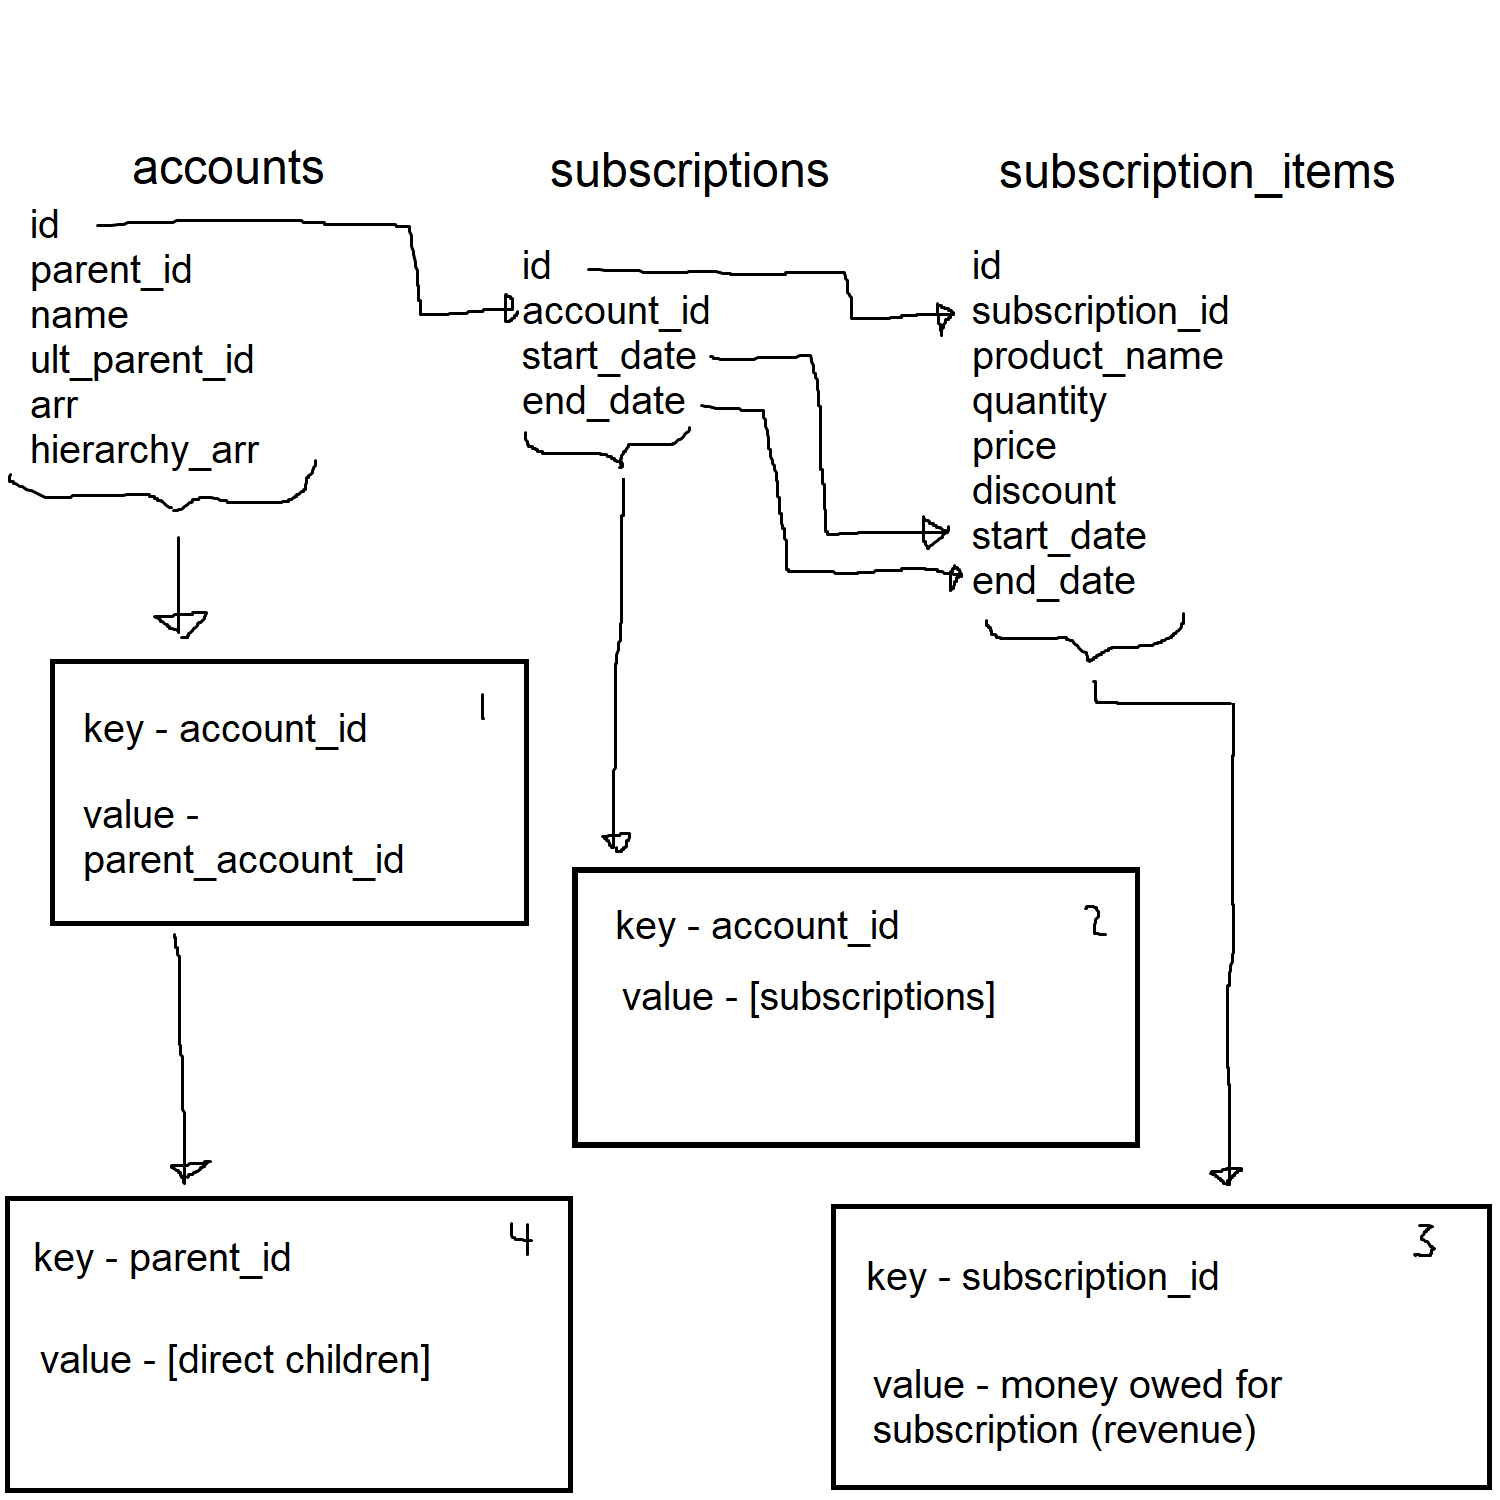 accounts
id
parent_id
name
ult_parent_id
arr
hierarchy_arr
subscriptions
id
account_id
start_date
end_date
subscription_items
id
subscription_id
product_name
quantity
price
discount
start_date
end_date
1
key - account_id
value -
parent_account_id
2
key - account_id
value - [subscriptions]
4
key - parent_id
value - [direct children]
3
key - subscription_id
value - money owed for
subscription (revenue)